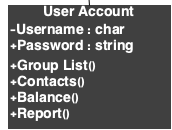 User Account
-Username : char
+Password : string
+Group List()
+Contacts()
+Balance()
+Report()